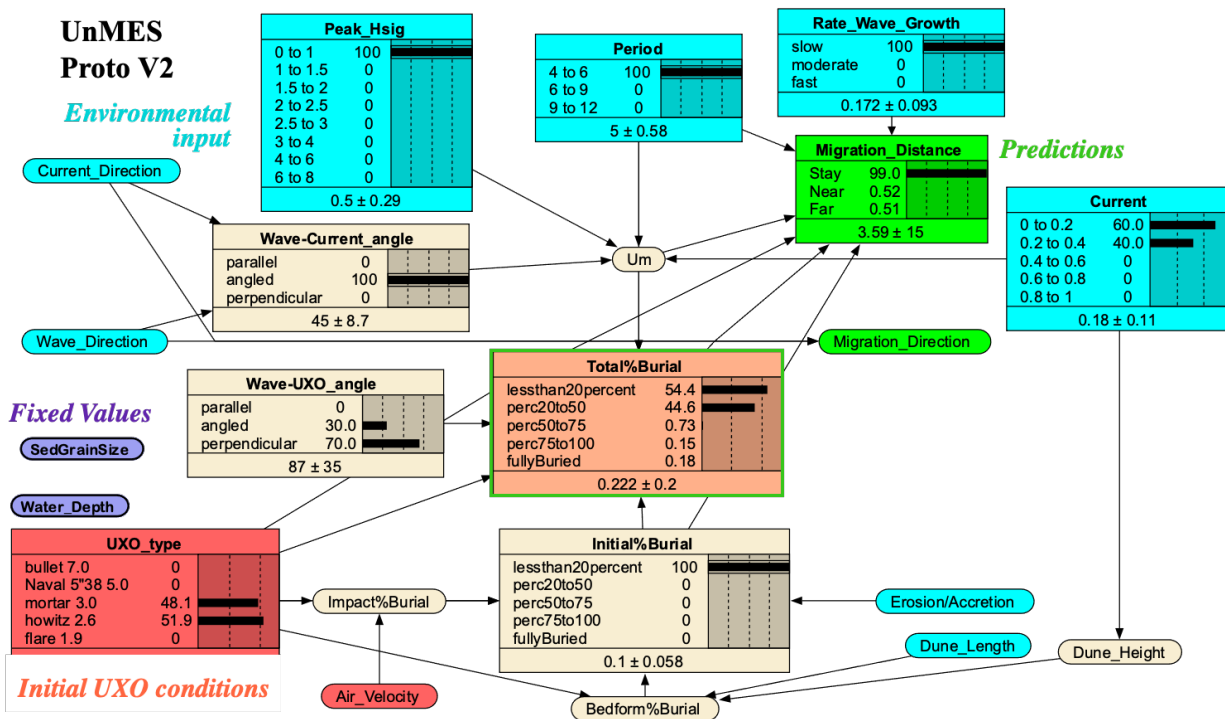 UnMES
Proto V2
Environmental
input
Peak_Hsig
0 to 1 100
1 to 1.5 0
1.5 to 2 0
2 to 2.5 0
2.5 to 3 0
3 to 4 0
4 to 6 0
6 to 8 0
0.5 ± 0.29
Period
4 to 6 100
6 to 9 0
9 to 12 0
5 ± 0.58
Rate_Wave_Growth
slow 100
moderate 0
fast 0
0.172 ± 0.093
Migration_Distance
Stay 99.0
Near 0.52
Far 0.51
3.59 ± 15
Predictions
Current_Direction
Current
0 to 0.2 60.0
0.2 to 0.4 40.0
0.4 to 0.6 0
0.6 to 0.8 0
0.8 to 1 0
0.18 ± 0.11
Wave-Current_angle
parallel 0
angled 100
perpendicular 0
45 ± 8.7
Um
Wave_Direction
Migration_Direction
Total%Burial
lessthan20percent 54.4
perc20to50 44.6
perc50to75 0.73
perc75to100 0.15
fullyBuried 0.18
0.222 ± 0.2
Wave-UXO_angle
parallel 0
angled 30.0
perpendicular 70.0
87 ± 35
Fixed Values
SedGrainSize
Water_Depth
UXO_type
bullet 7.0 0
Naval 5"38 5.0 0
mortar 3.0 48.1
howitz 2.6 51.9
flare 1.9 0
Initial UXO conditions
Impact%Burial
Air_Velocity
Initial%Burial
lessthan20percent 100
perc20to50 0
perc50to75 0
perc75to100 0
fullyBuried 0
0.1 ± 0.058
Erosion/Accretion
Dune_Length
Dune_Height
Bedform%Burial